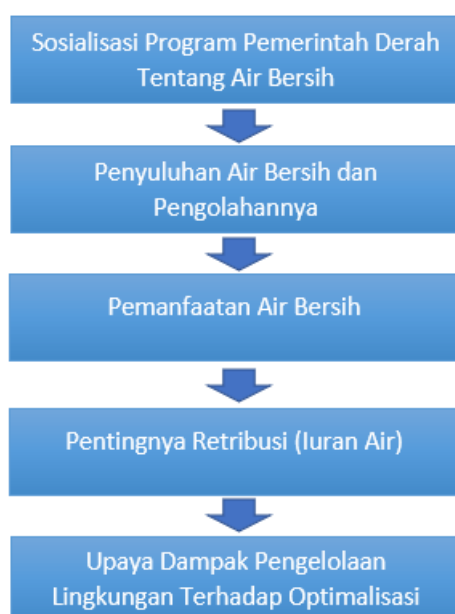 Sosialisasi Program Pemerintah Derah
Tentang Air Bersih
Penyuluhan Air Bersih dan
Pengolahannya
Pemanfaatan Air Bersih
Pentingnya Retribusi (Iuran Air)
Upaya Dampak Pengelolaan
Lingkungan Terhadap Optimalisasi